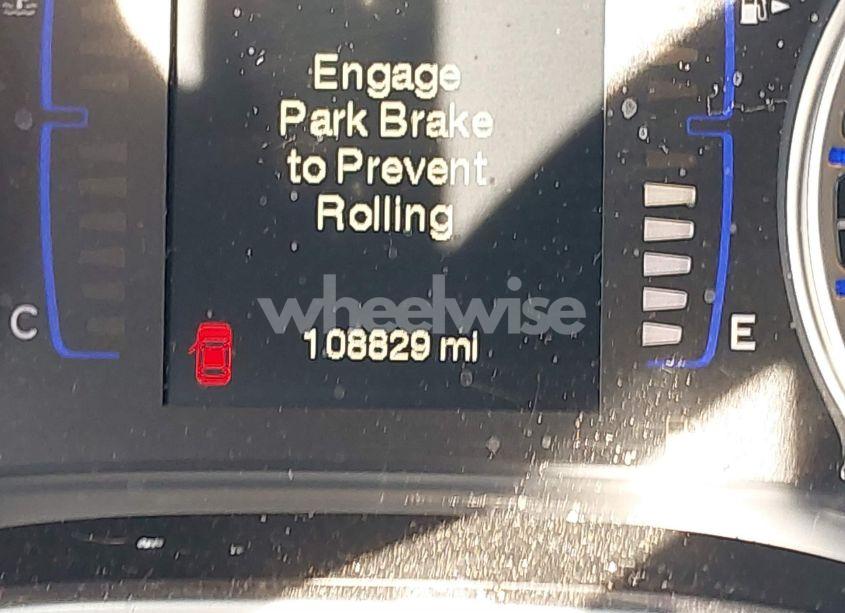 Engage
Park Brake
to Prevent
Rolling
wheelwise
C
108829 mi
E